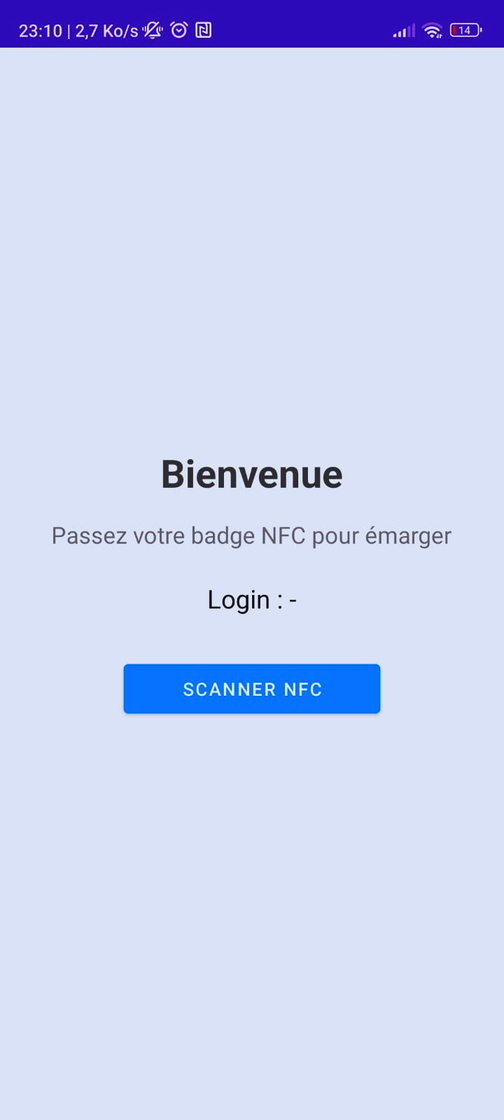 23:10 | 2,7 Ko/s
14
Bienvenue
Passez votre badge NFC pour émarger
Login : -
SCANNER NFC